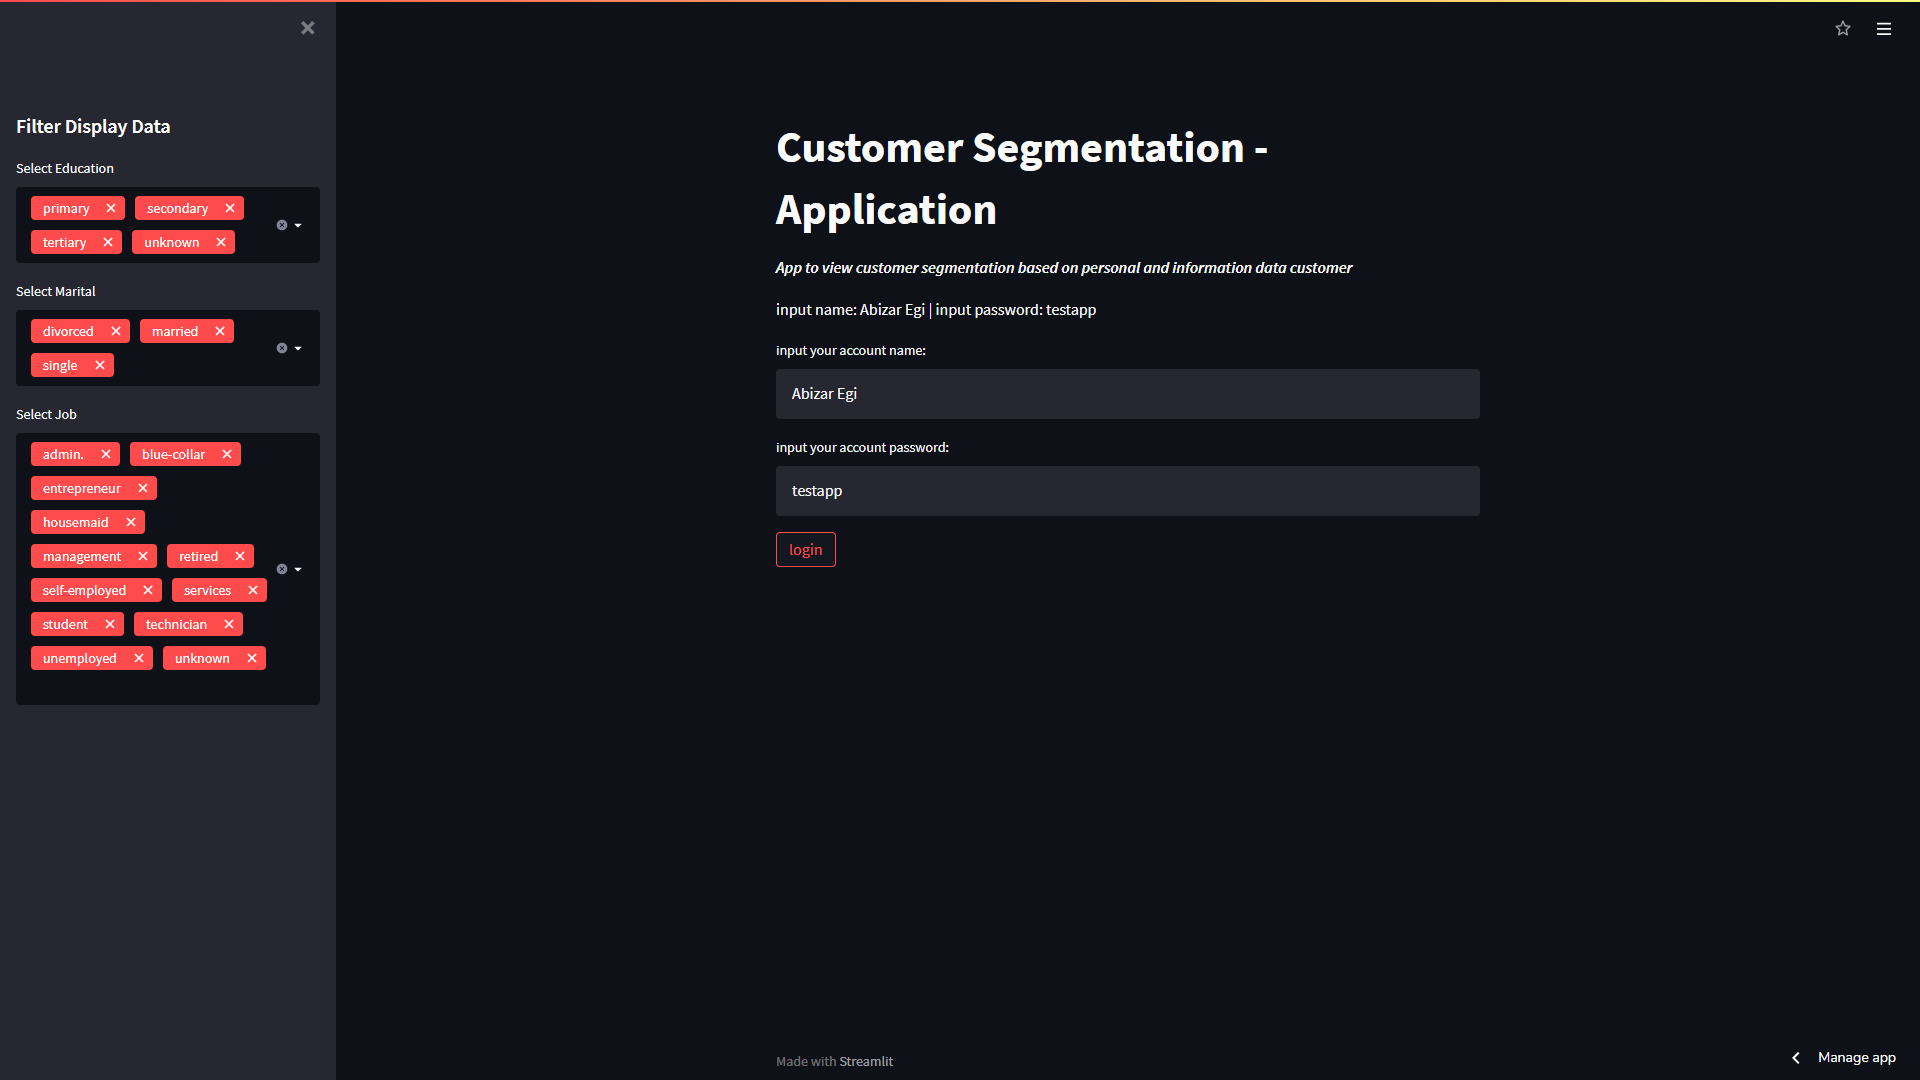 Filter Display Data
Select Education
primary secondary
tertiary unknown
Select Marital
divorced married
single
Select Job
admin. blue-collar
entrepreneur
housemaid
management retired
self-employed services
student technician
unemployed unknown
Customer Segmentation -
Application
App to view customer segmentation based on personal and information data customer
input name: Abizar Egi | input password: testapp
input your account name:
Abizar Egi
input your account password:
testapp
login
Made with Streamlit
Manage app